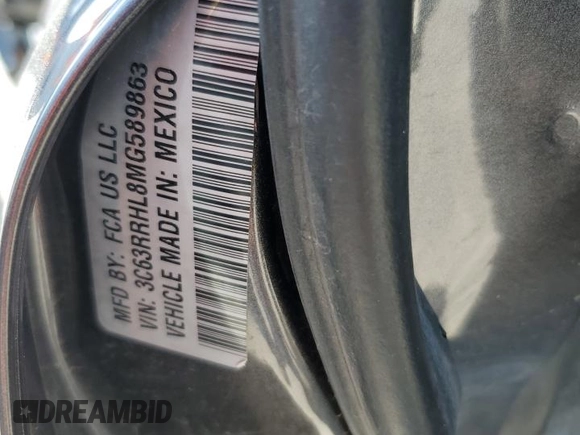 MFD BY: FCA US LLC
VIN: 3C63RRHL8MG589863
VEHICLE MADE IN: MEXICO
DREAMBID